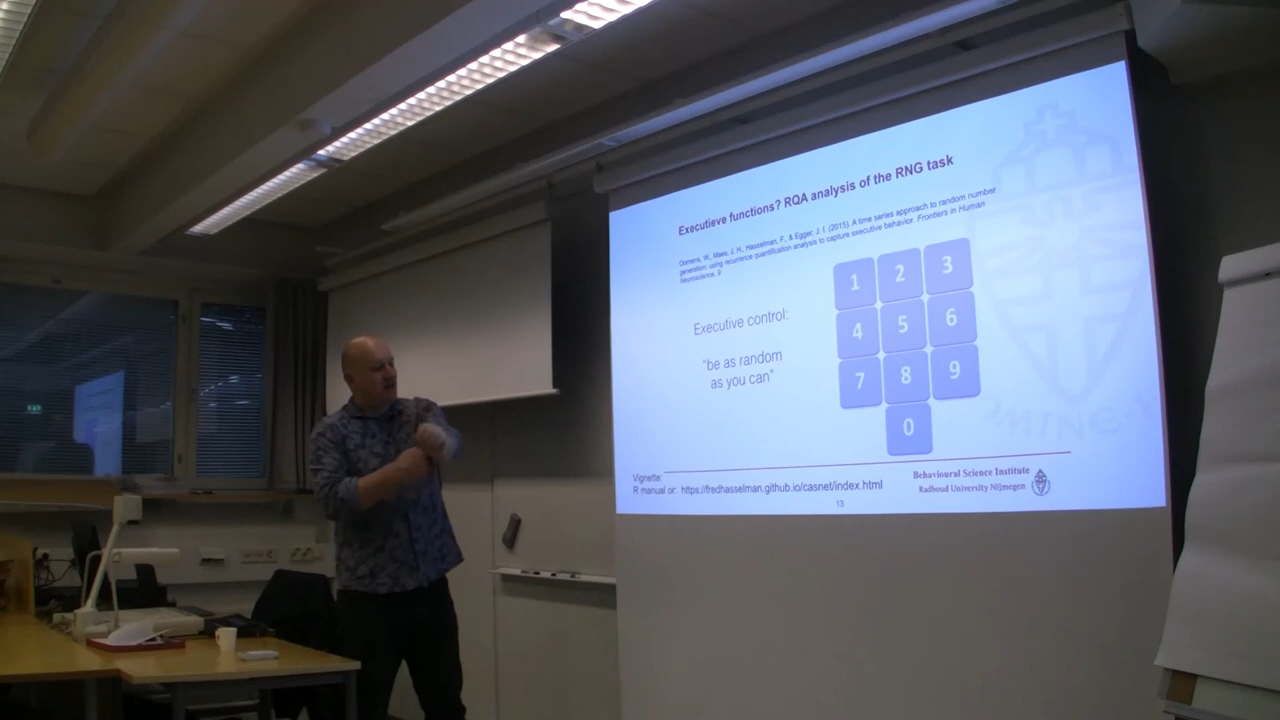 Executieve functions? RQA analysis of the RNG task
Oomens, W., Maes, J. H., Hasselman, F., & Egger, J. I. (2015). A time series approach to random number
generation: using recurrence quantification analysis to capture executive behavior. Frontiers in Human
Neuroscience, 9
Executive control:
"be as random
as you can"
1 2 3
4 5 6
7 8 9
0
Vignette:
R manual or: https://fredhasselman.github.io/casnet/index.html
Behavioural Science Institute
Radboud University Nijmegen
13